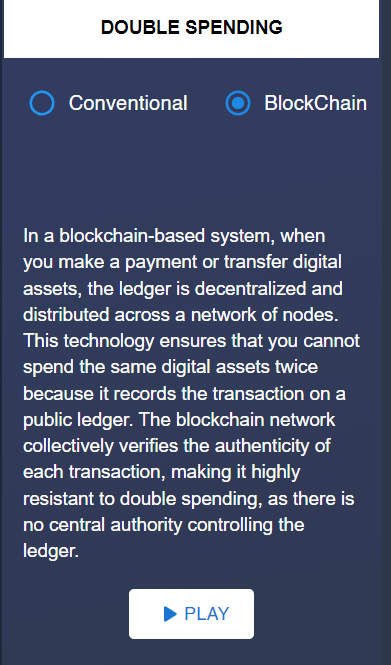 DOUBLE SPENDING
Conventional
BlockChain
In a blockchain-based system, when
you make a payment or transfer digital
assets, the ledger is decentralized and
distributed across a network of nodes.
This technology ensures that you cannot
spend the same digital assets twice
because it records the transaction on a
public ledger. The blockchain network
collectively verifies the authenticity of
each transaction, making it highly
resistant to double spending, as there is
no central authority controlling the
ledger.
PLAY